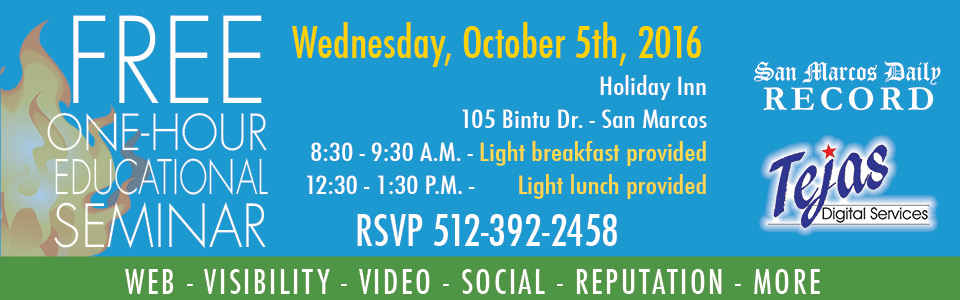 FREE
ONE-HOUR
EDUCATIONAL
SEMINAR
Wednesday, October 5th, 2016
Holiday Inn
105 Bintu Dr. - San Marcos
8:30 - 9:30 A.M. - Light breakfast provided
12:30 - 1:30 P.M. - Light lunch provided
RSVP 512-392-2458
San Marcos Daily
RECORD
Tejas
Digital Services
WEB - VISIBILITY - VIDEO - SOCIAL - REPUTATION - MORE